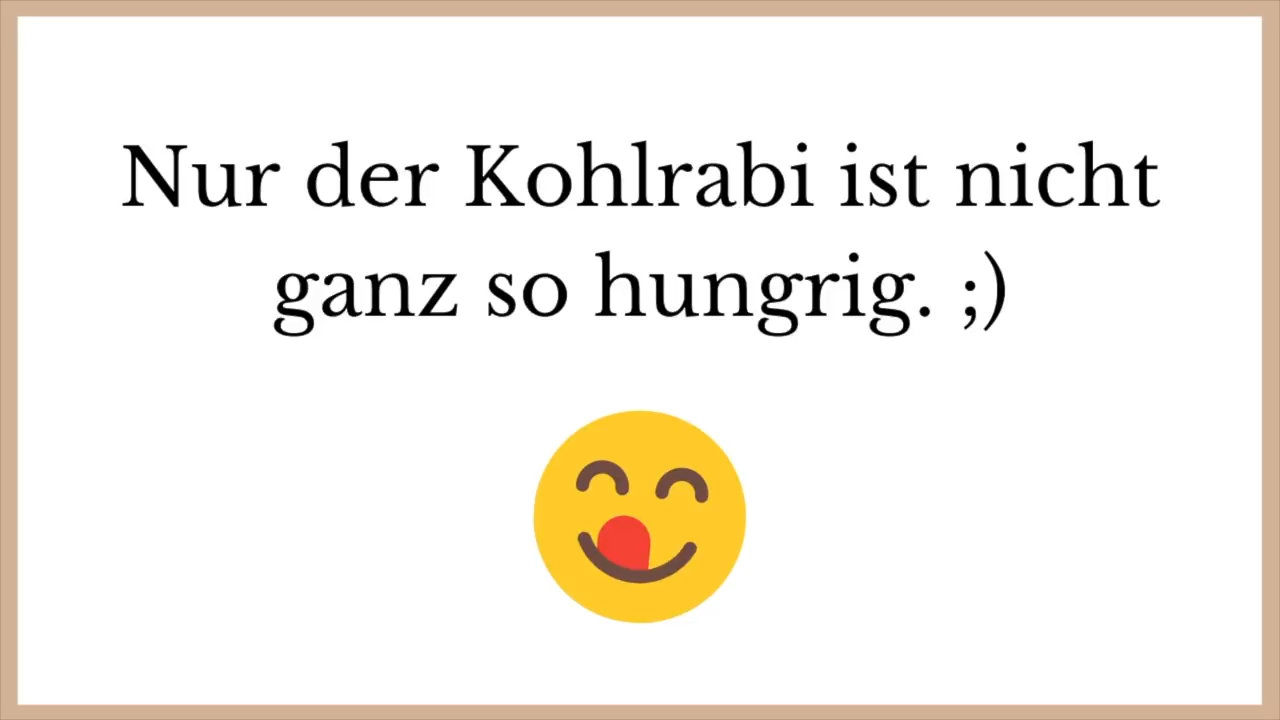 Nur der Kohlrabi ist nicht
ganz so hungrig. ;)